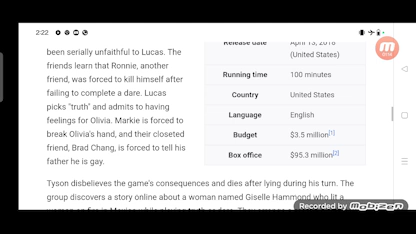 2:22
been serially unfaithful to Lucas. The
friends learn that Ronnie, another
friend, was forced to kill himself after
failing to complete a dare. Lucas
picks "truth" and admits to having
feelings for Olivia. Markie is forced to
break Olivia's hand, and their closeted
friend, Brad Chang, is forced to tell his
father he is gay.
Release date April 13, 2018
(United States)
Running time 100 minutes
Country United States
Language English
Budget $3.5 million[1]
Box office $95.3 million[2]
Tyson disbelieves the game's consequences and dies after lying during his turn. The
group discovers a story online about a woman named Giselle Hammond who lit a
Recorded by Mobizen